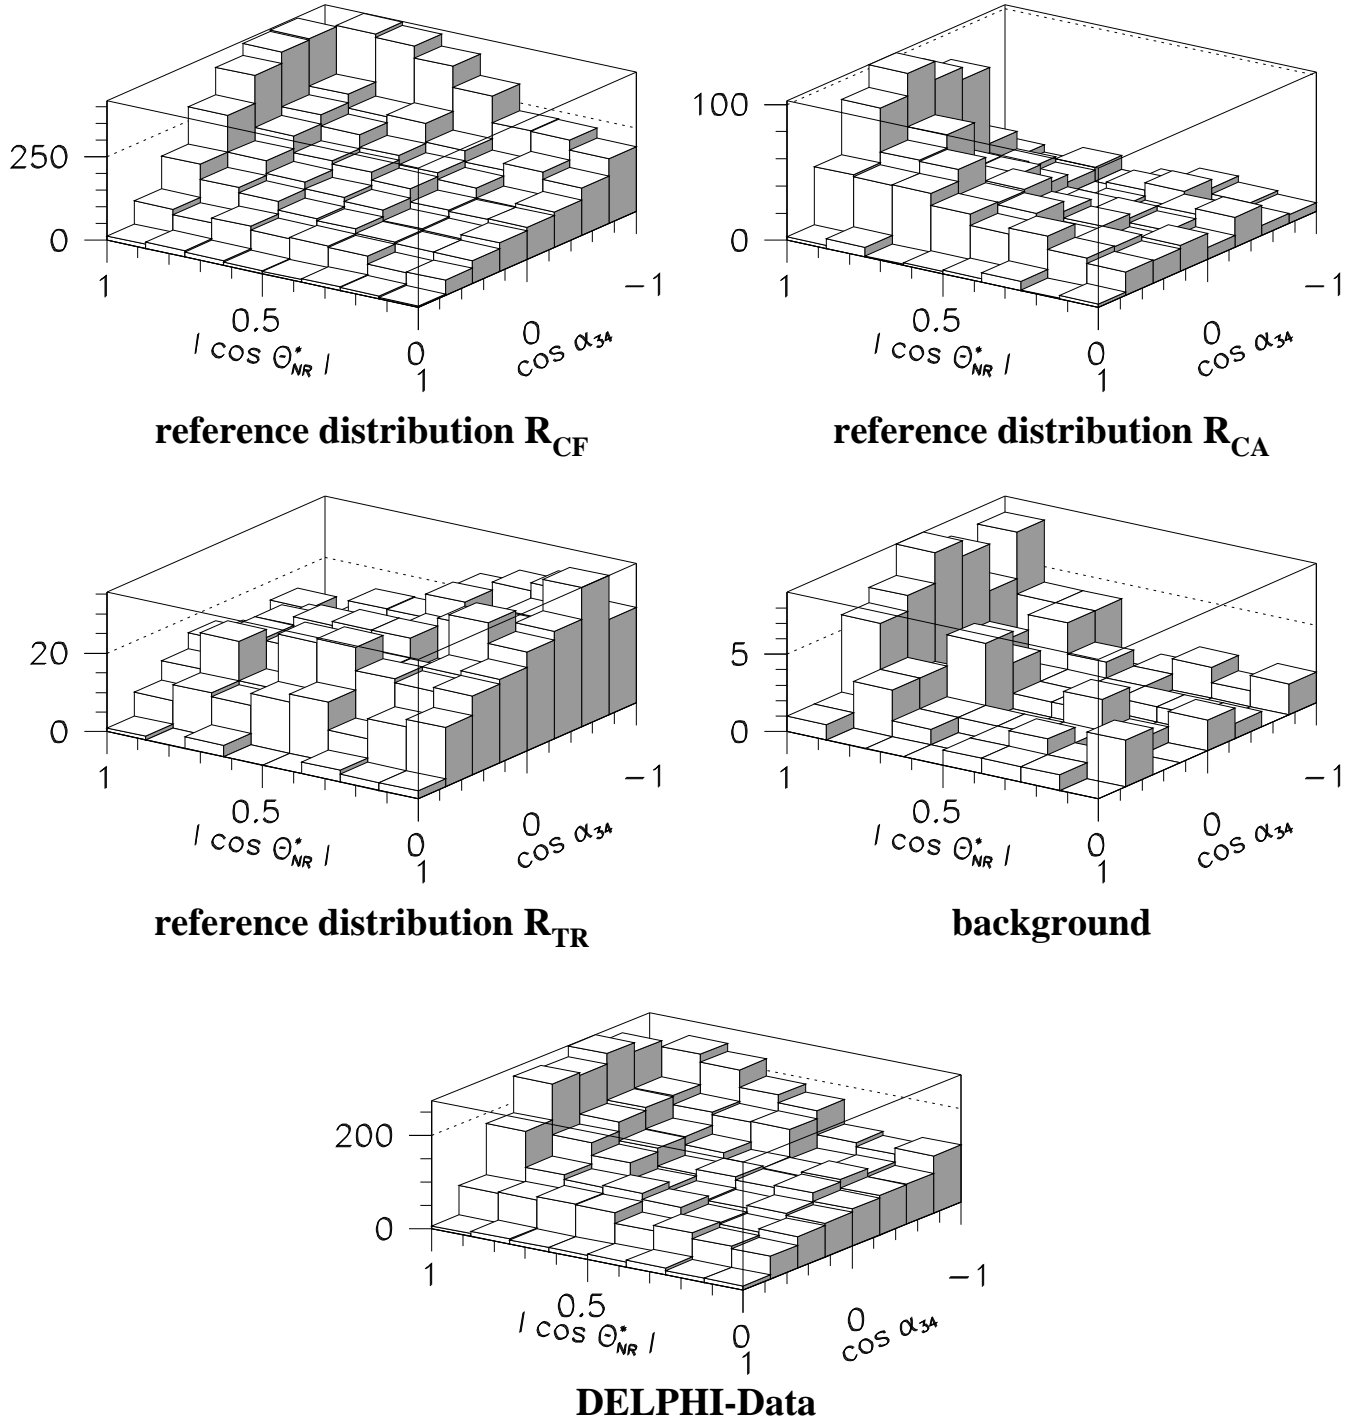 250
0
1
0.5
0
1
0
−1
| cos Θ*NR |
cos α34
reference distribution RCF
100
0
1
0.5
0
1
0
−1
| cos Θ*NR |
cos α34
reference distribution RCA
20
0
1
0.5
0
1
0
−1
| cos Θ*NR |
cos α34
reference distribution RTR
5
0
1
0.5
0
1
0
−1
| cos Θ*NR |
cos α34
background
200
0
1
0.5
0
1
0
−1
| cos Θ*NR |
cos α34
DELPHI-Data